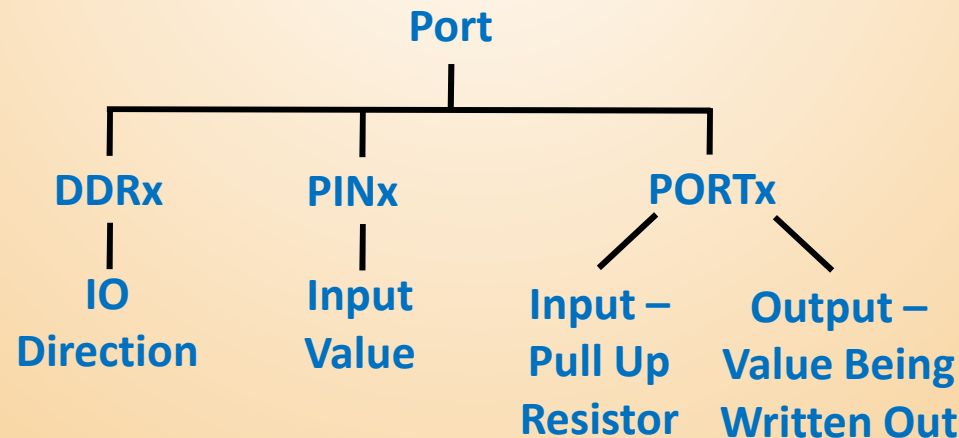 Port
DDRx
PINx
PORTx
IO
Direction
Input
Value
Input –
Pull Up
Resistor
Output –
Value Being
Written Out